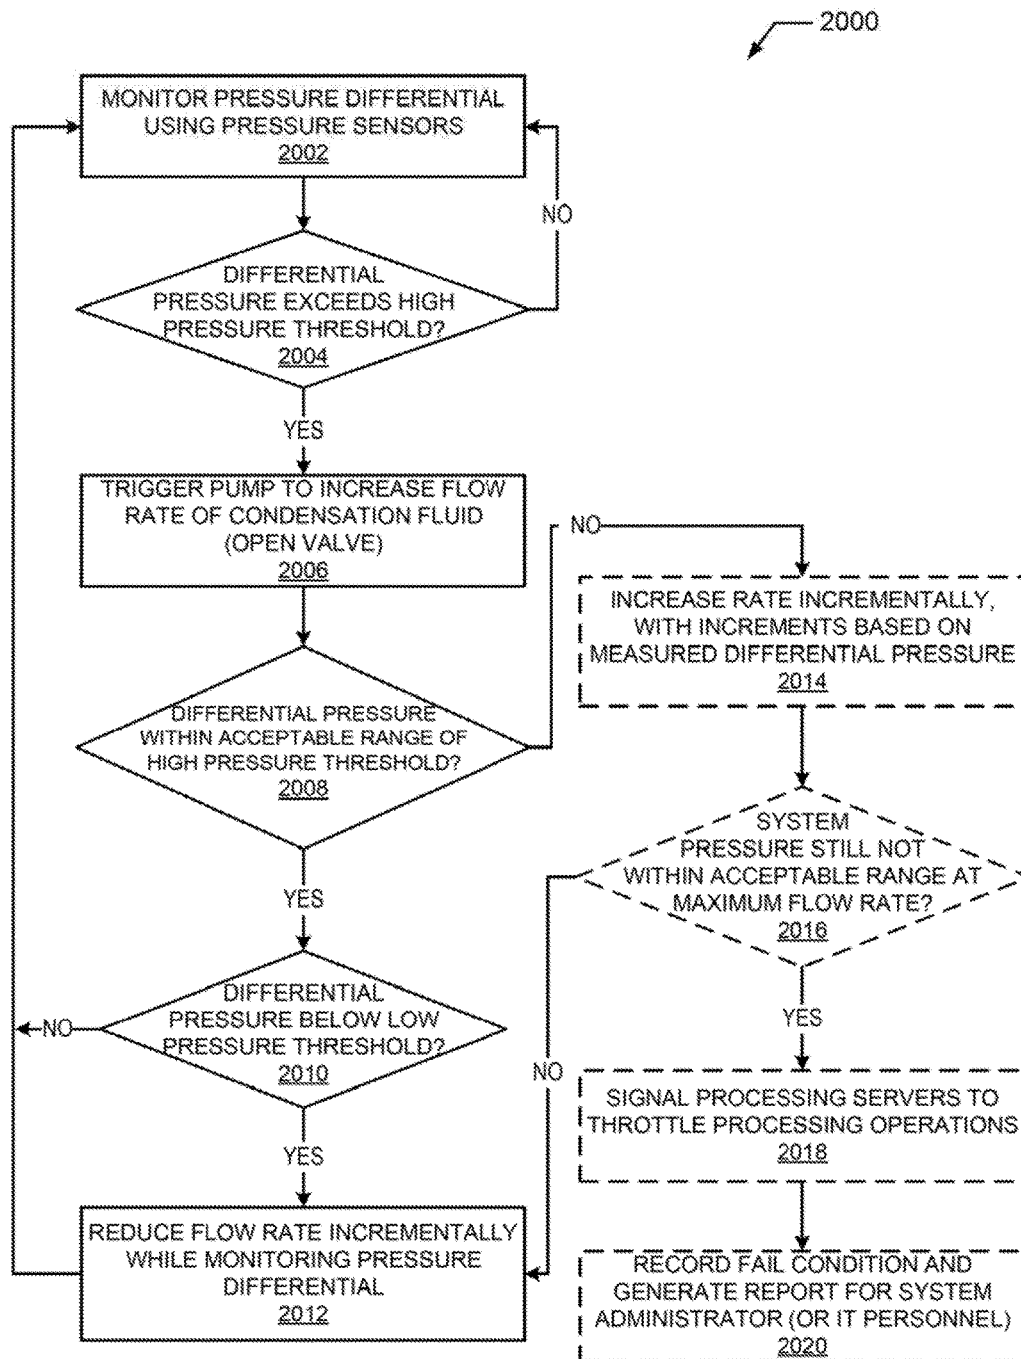 2000
MONITOR PRESSURE DIFFERENTIAL
USING PRESSURE SENSORS
2002
NO
DIFFERENTIAL
PRESSURE EXCEEDS HIGH
PRESSURE THRESHOLD?
2004
YES
TRIGGER PUMP TO INCREASE FLOW
RATE OF CONDENSATION FLUID
(OPEN VALVE)
2006
NO
INCREASE RATE INCREMENTALLY,
WITH INCREMENTS BASED ON
MEASURED DIFFERENTIAL PRESSURE
2014
DIFFERENTIAL PRESSURE
WITHIN ACCEPTABLE RANGE OF
HIGH PRESSURE THRESHOLD?
2008
SYSTEM
PRESSURE STILL NOT
WITHIN ACCEPTABLE RANGE AT
MAXIMUM FLOW RATE?
2016
YES
DIFFERENTIAL
PRESSURE BELOW LOW
PRESSURE THRESHOLD?
2010
NO
YES
NO
SIGNAL PROCESSING SERVERS TO
THROTTLE PROCESSING OPERATIONS
2018
YES
REDUCE FLOW RATE INCREMENTALLY
WHILE MONITORING PRESSURE
DIFFERENTIAL
2012
RECORD FAIL CONDITION AND
GENERATE REPORT FOR SYSTEM
ADMINISTRATOR (OR IT PERSONNEL)
2020